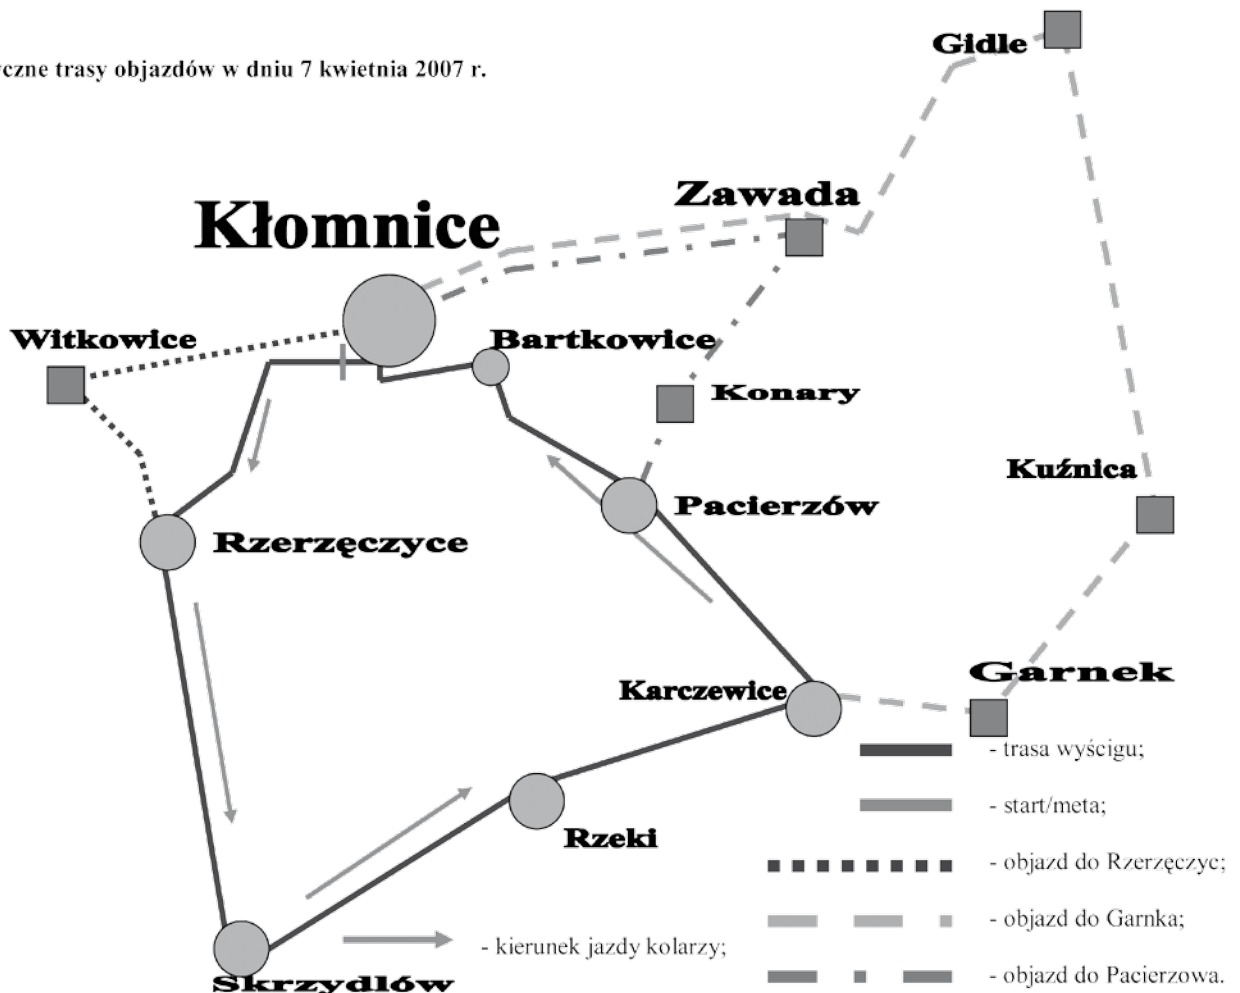 Gidle
trasy objazdów w dniu 7 kwietnia 2007 r.
Zawada
Kłomnice
Witkowice
Bartkowice
Konary
Kuźnica
Pacierzów
Rzerzęczyce
Garnek
Karczewice
- trasa wyścigu;
- start/meta;
Rzeki
- objazd do Rzerzęczyc;
- objazd do Garnka;
- kierunek jazdy kolarzy;
- objazd do Pacierzowa.
Skrzydlów